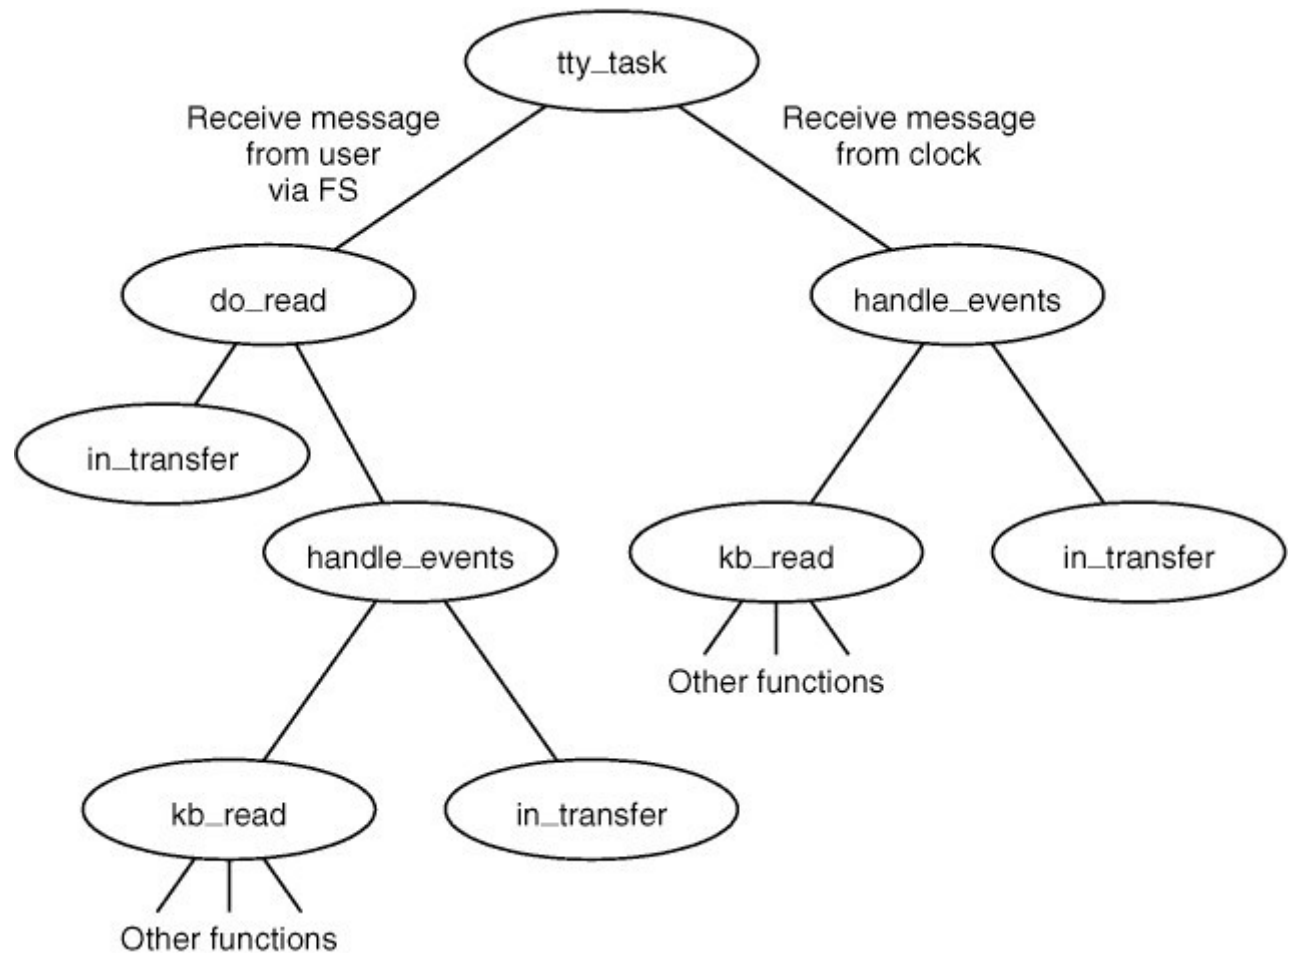 tty_task
Receive message
from user
via FS
Receive message
from clock
do_read
handle_events
in_transfer
handle_events
kb_read
in_transfer
Other functions
kb_read
in_transfer
Other functions